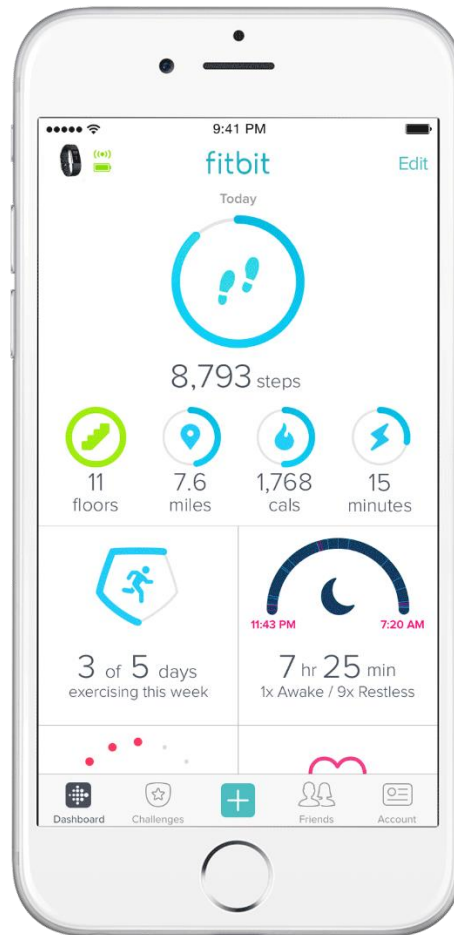 9:41 PM
fitbit
Edit
Today
8,793 steps
11
floors
7.6
miles
1,768
cals
15
minutes
11:43 PM
7:20 AM
3 of 5 days
exercising this week
7 hr 25 min
1x Awake / 9x Restless
Dashboard
Challenges
Friends
Account